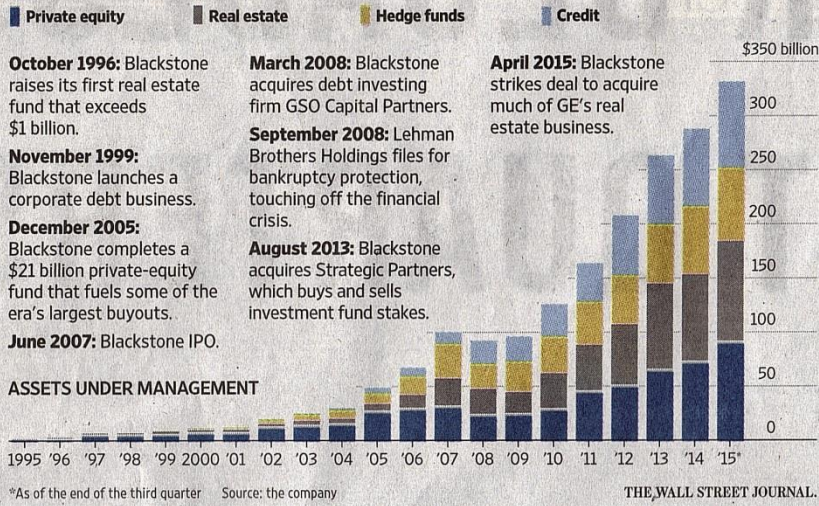 Private equity
Real estate
Hedge funds
Credit
October 1996: Blackstone
raises its first real estate
fund that exceeds
$1 billion.
November 1999:
Blackstone launches a
corporate debt business.
December 2005:
Blackstone completes a
$21 billion private-equity
fund that fuels some of the
era's largest buyouts.
June 2007: Blackstone IPO.
March 2008: Blackstone
acquires debt investing
firm GSO Capital Partners.
September 2008: Lehman
Brothers Holdings files for
bankruptcy protection,
touching off the financial
crisis.
August 2013: Blackstone
acquires Strategic Partners,
which buys and sells
investment fund stakes.
April 2015: Blackstone
strikes deal to acquire
much of GE's real
estate business.
ASSETS UNDER MANAGEMENT
$350 billion
300
250
200
150
100
50
0
1995 '96 '97 '98 '99 2000 '01 '02 '03 '04 '05 '06 '07 '08 '09 '10 '11 '12 '13 '14 '15*
*As of the end of the third quarter Source: the company
THE WALL STREET JOURNAL.